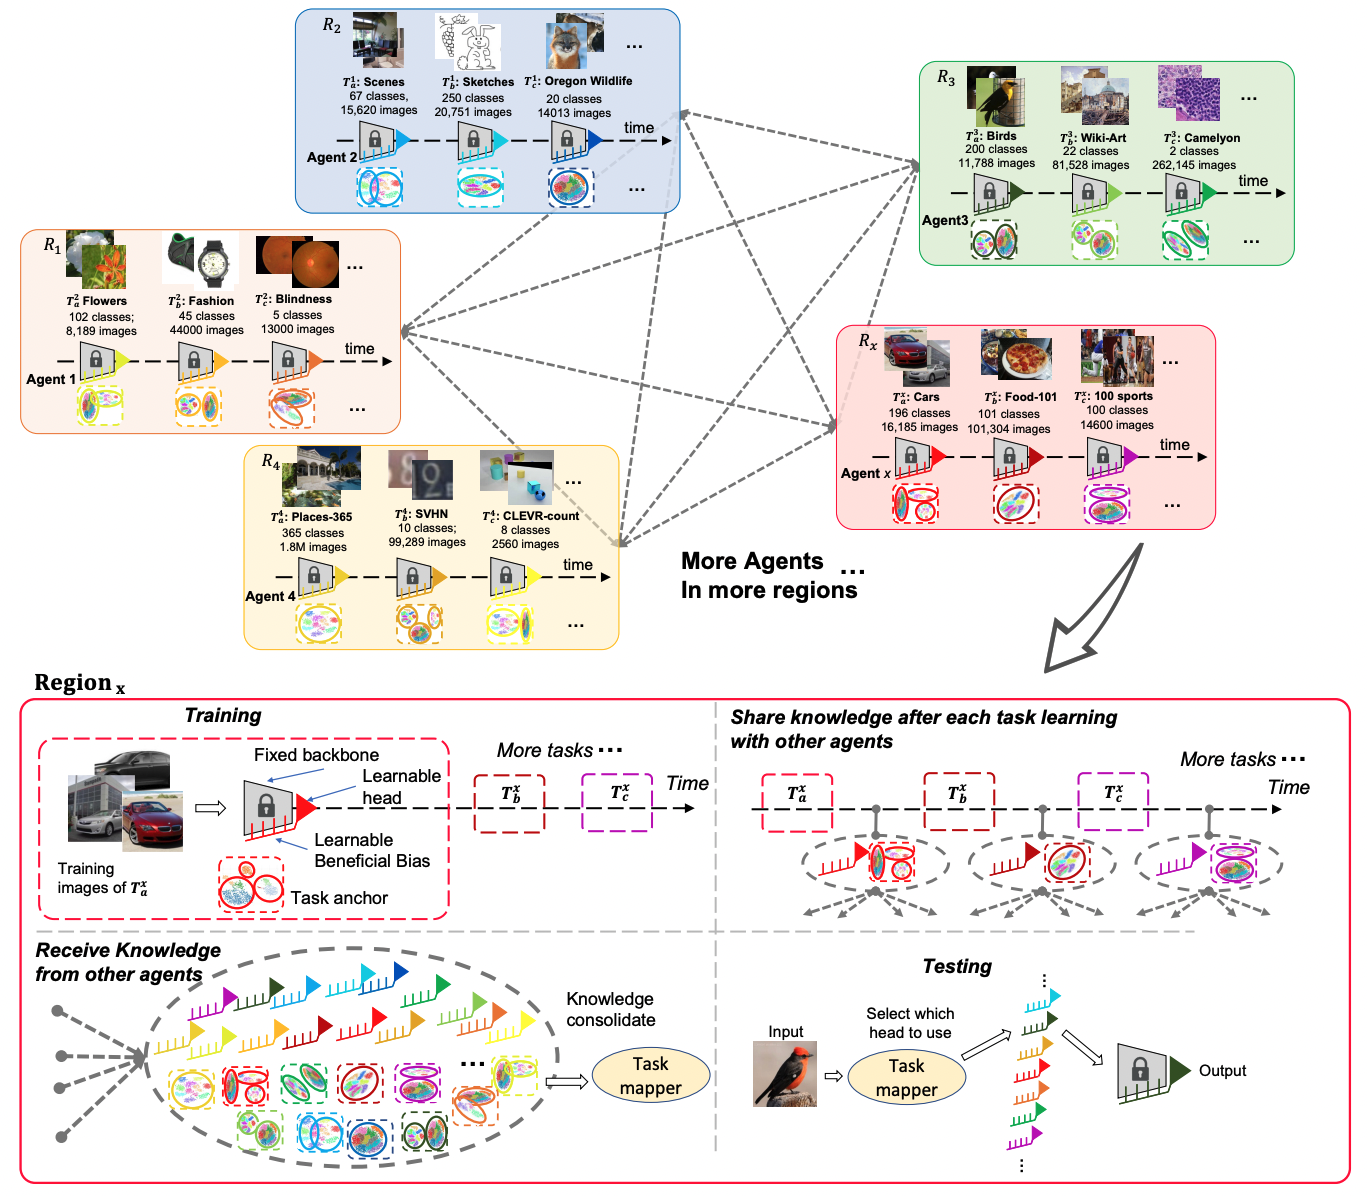 R2
T_a^1: Scenes
67 classes,
15,620 images
T_b^1: Sketches
250 classes
20,751 images
T_c^1: Oregon Wildlife
20 classes
14013 images
...
Agent 2
time
...
R3
T_a^3: Birds
200 classes
11,788 images
T_b^3: Wiki-Art
22 classes
81,528 images
T_c^3: Camelyon
2 classes
262,145 images
...
Agent3
time
...
R1
T_a^2 Flowers
102 classes;
8,189 images
T_b^2: Fashion
45 classes
44000 images
T_c^2: Blindness
5 classes
13000 images
...
Agent 1
time
...
Rx
T_a^x: Cars
196 classes
16,185 images
T_b^x: Food-101
101 classes
101,304 images
T_c^x: 100 sports
100 classes
14600 images
...
Agent x
time
...
R4
T_a^4: Places-365
365 classes
1.8M images
T_b^4: SVHN
10 classes;
99,289 images
T_c^4: CLEVR-count
8 classes
2560 images
...
Agent 4
time
...
More Agents ...
In more regions
Region x
Training
Fixed backbone
Learnable
head
Learnable
Beneficial Bias
Training
images of T_a^x
Task anchor
More tasks ...
T_b^x
T_c^x
Time
Share knowledge after each task learning
with other agents
More tasks ...
Time
T_a^x
T_b^x
T_c^x
Receive Knowledge
from other agents
...
Knowledge
consolidate
Task
mapper
Testing
Input
Select which
head to use
Task
mapper
...
...
Output